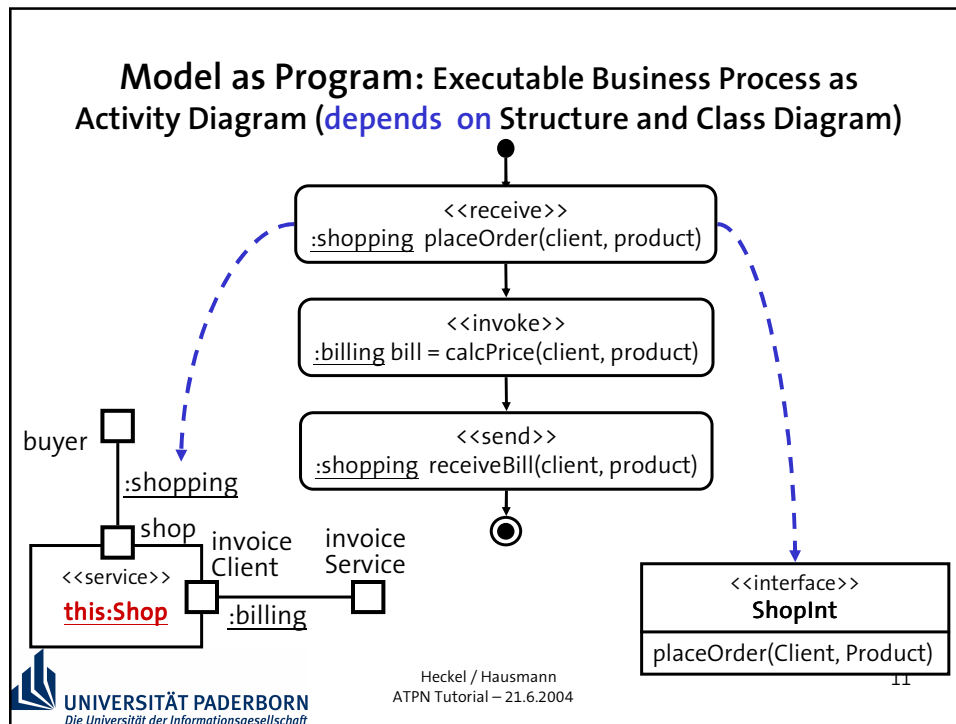 Model as Program: Executable Business Process as
Activity Diagram (depends on Structure and Class Diagram)
<<receive>>
:shopping placeOrder(client, product)
<<invoke>>
:billing bill = calcPrice(client, product)
<<send>>
:shopping receiveBill(client, product)
buyer
:shopping
shop
invoice
Client
invoice
Service
<<service>>
this:Shop
:billing
<<interface>>
ShopInt
placeOrder(Client, Product)
UNIVERSITÄT PADERBORN
Die Universität der Informationsgesellschaft
Heckel / Hausmann
ATPN Tutorial – 21.6.2004
11